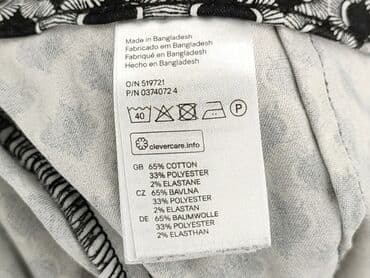 Made in Bangladesh
Fabricado em Bangladesh
Fabriqué en Bangladesh
Hecho en Bangladesh
O/N 519721
P/N 0374072 4
40 P
clevercare.info
GB 65% COTTON
33% POLYESTER
2% ELASTANE
CZ 65% BAVLNA
33% POLYESTER
2% ELASTAN
DE 65% BAUMWOLLE
33% POLYESTER
2% ELASTHAN